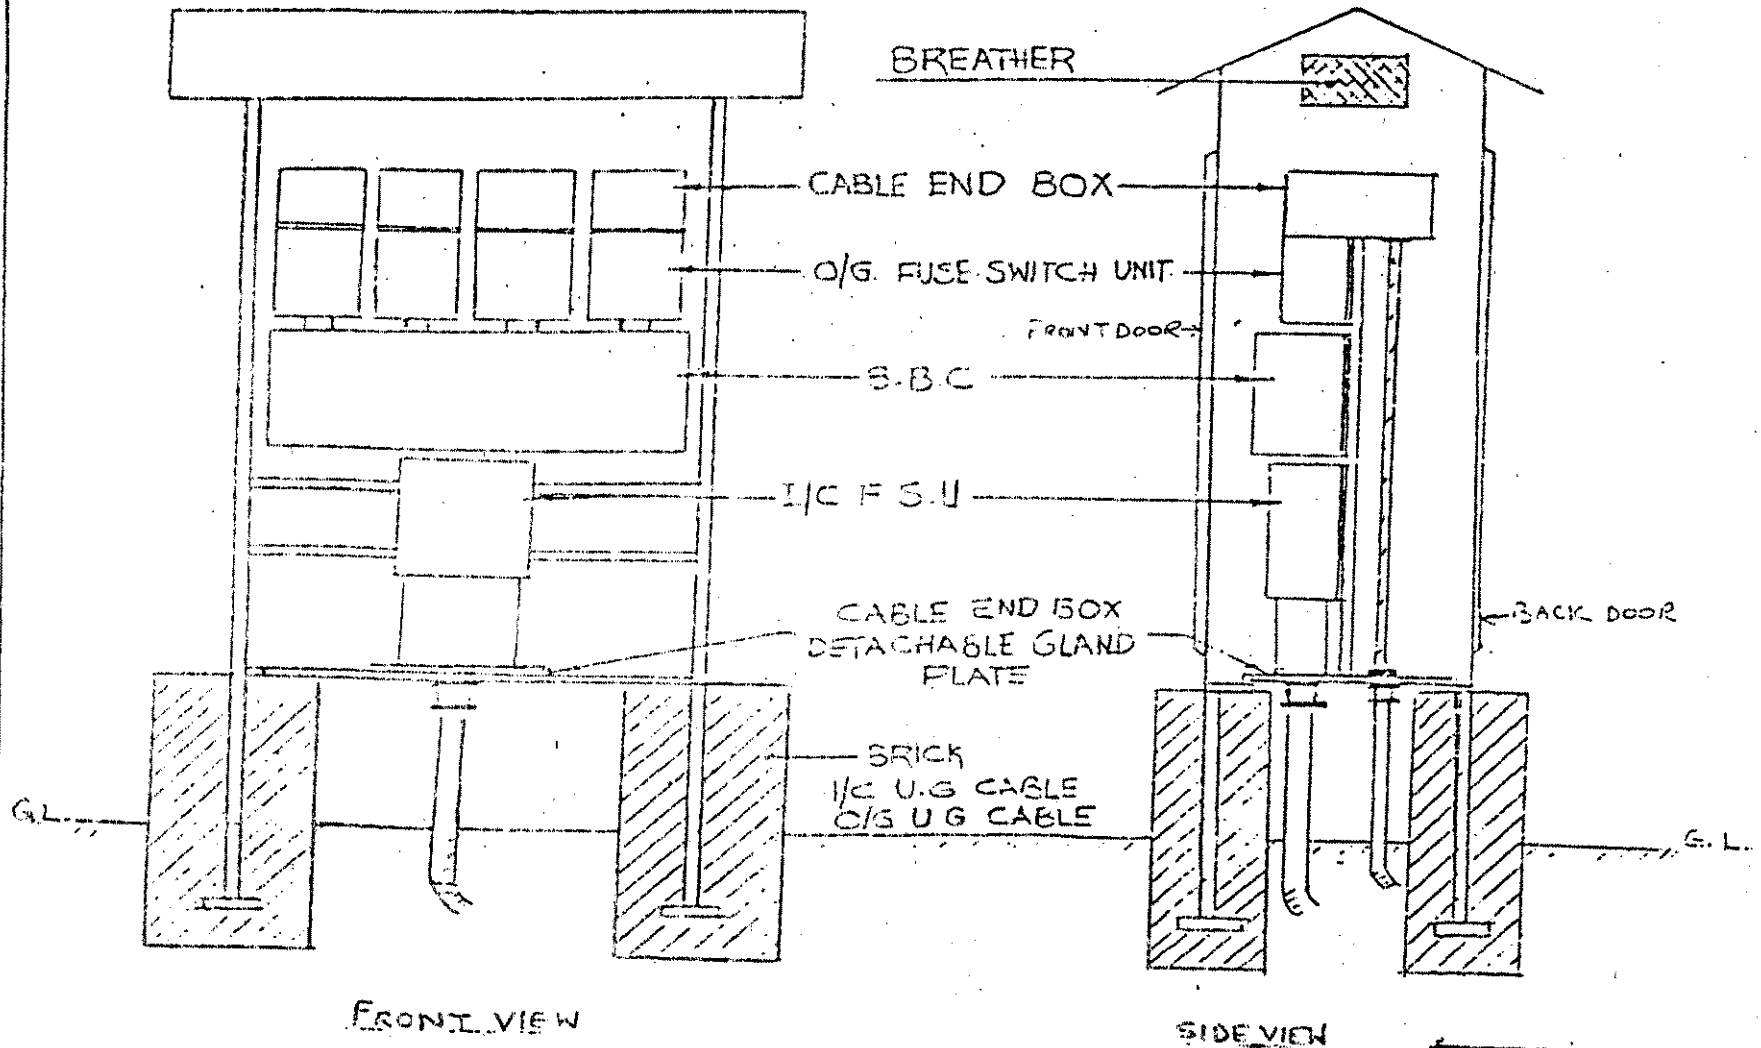 BREATHER
CABLE END BOX
O/G. FUSE SWITCH UNIT
FRONT DOOR
S.B.C
I/C F S.U
CABLE END BOX
DETACHABLE GLAND
PLATE
BACK DOOR
BRICK
I/C U.G CABLE
O/G U G CABLE
G.L.
G.L.
FRONT VIEW
SIDE VIEW